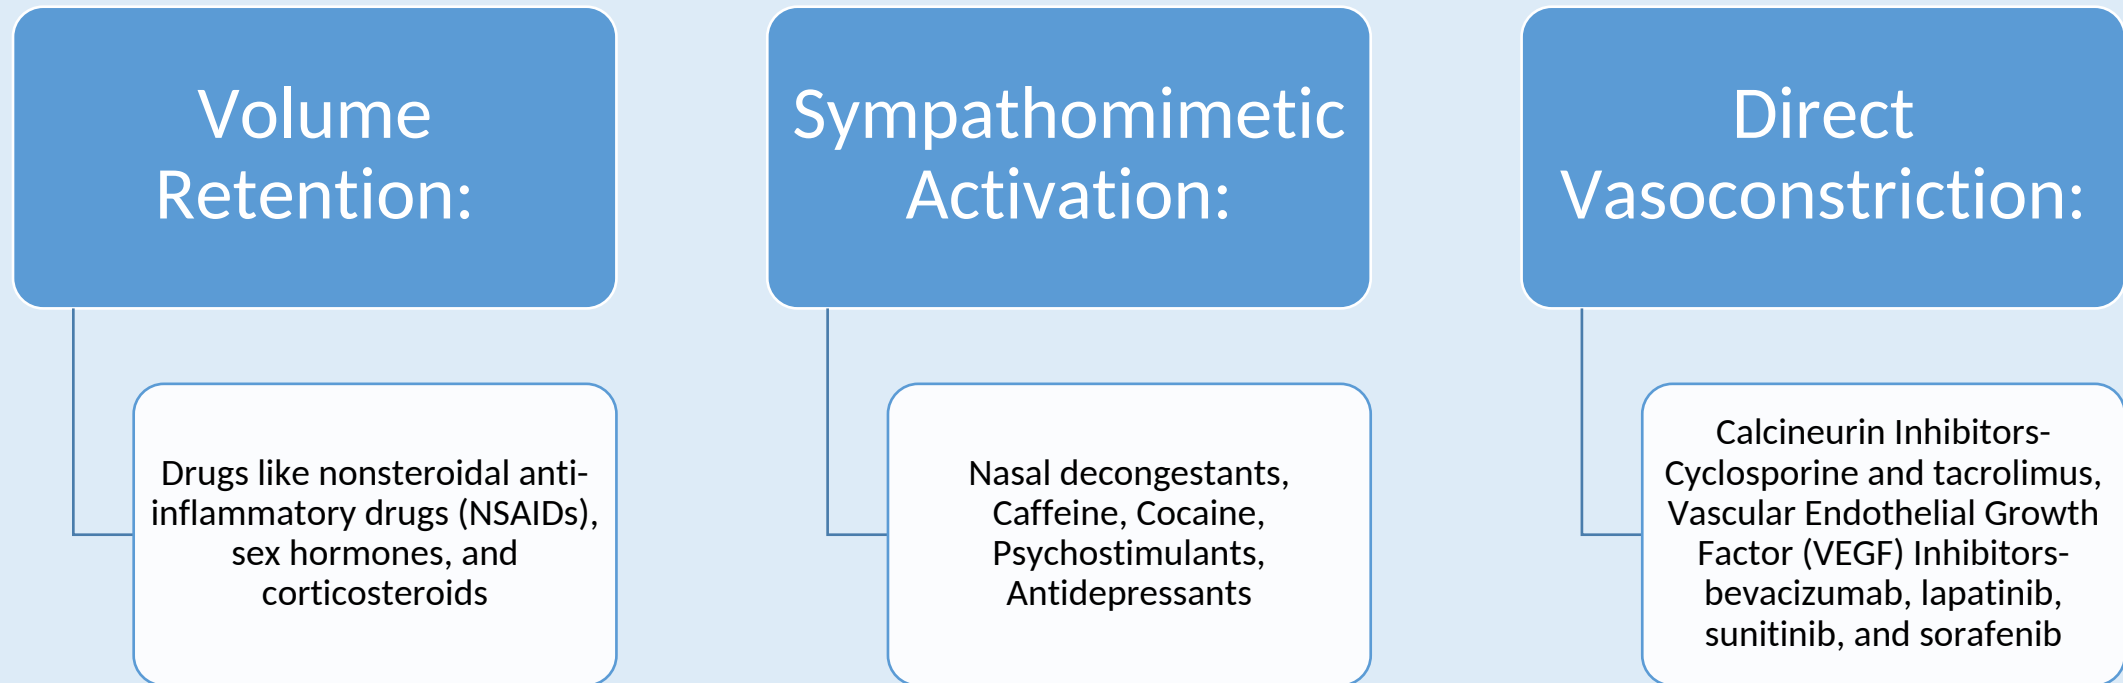 Volume
Retention:
Drugs like nonsteroidal anti-
inflammatory drugs (NSAIDs),
sex hormones, and
corticosteroids
Sympathomimetic
Activation:
Nasal decongestants,
Caffeine, Cocaine,
Psychostimulants,
Antidepressants
Direct
Vasoconstriction:
Calcineurin Inhibitors-
Cyclosporine and tacrolimus,
Vascular Endothelial Growth
Factor (VEGF) Inhibitors-
bevacizumab, lapatinib,
sunitinib, and sorafenib